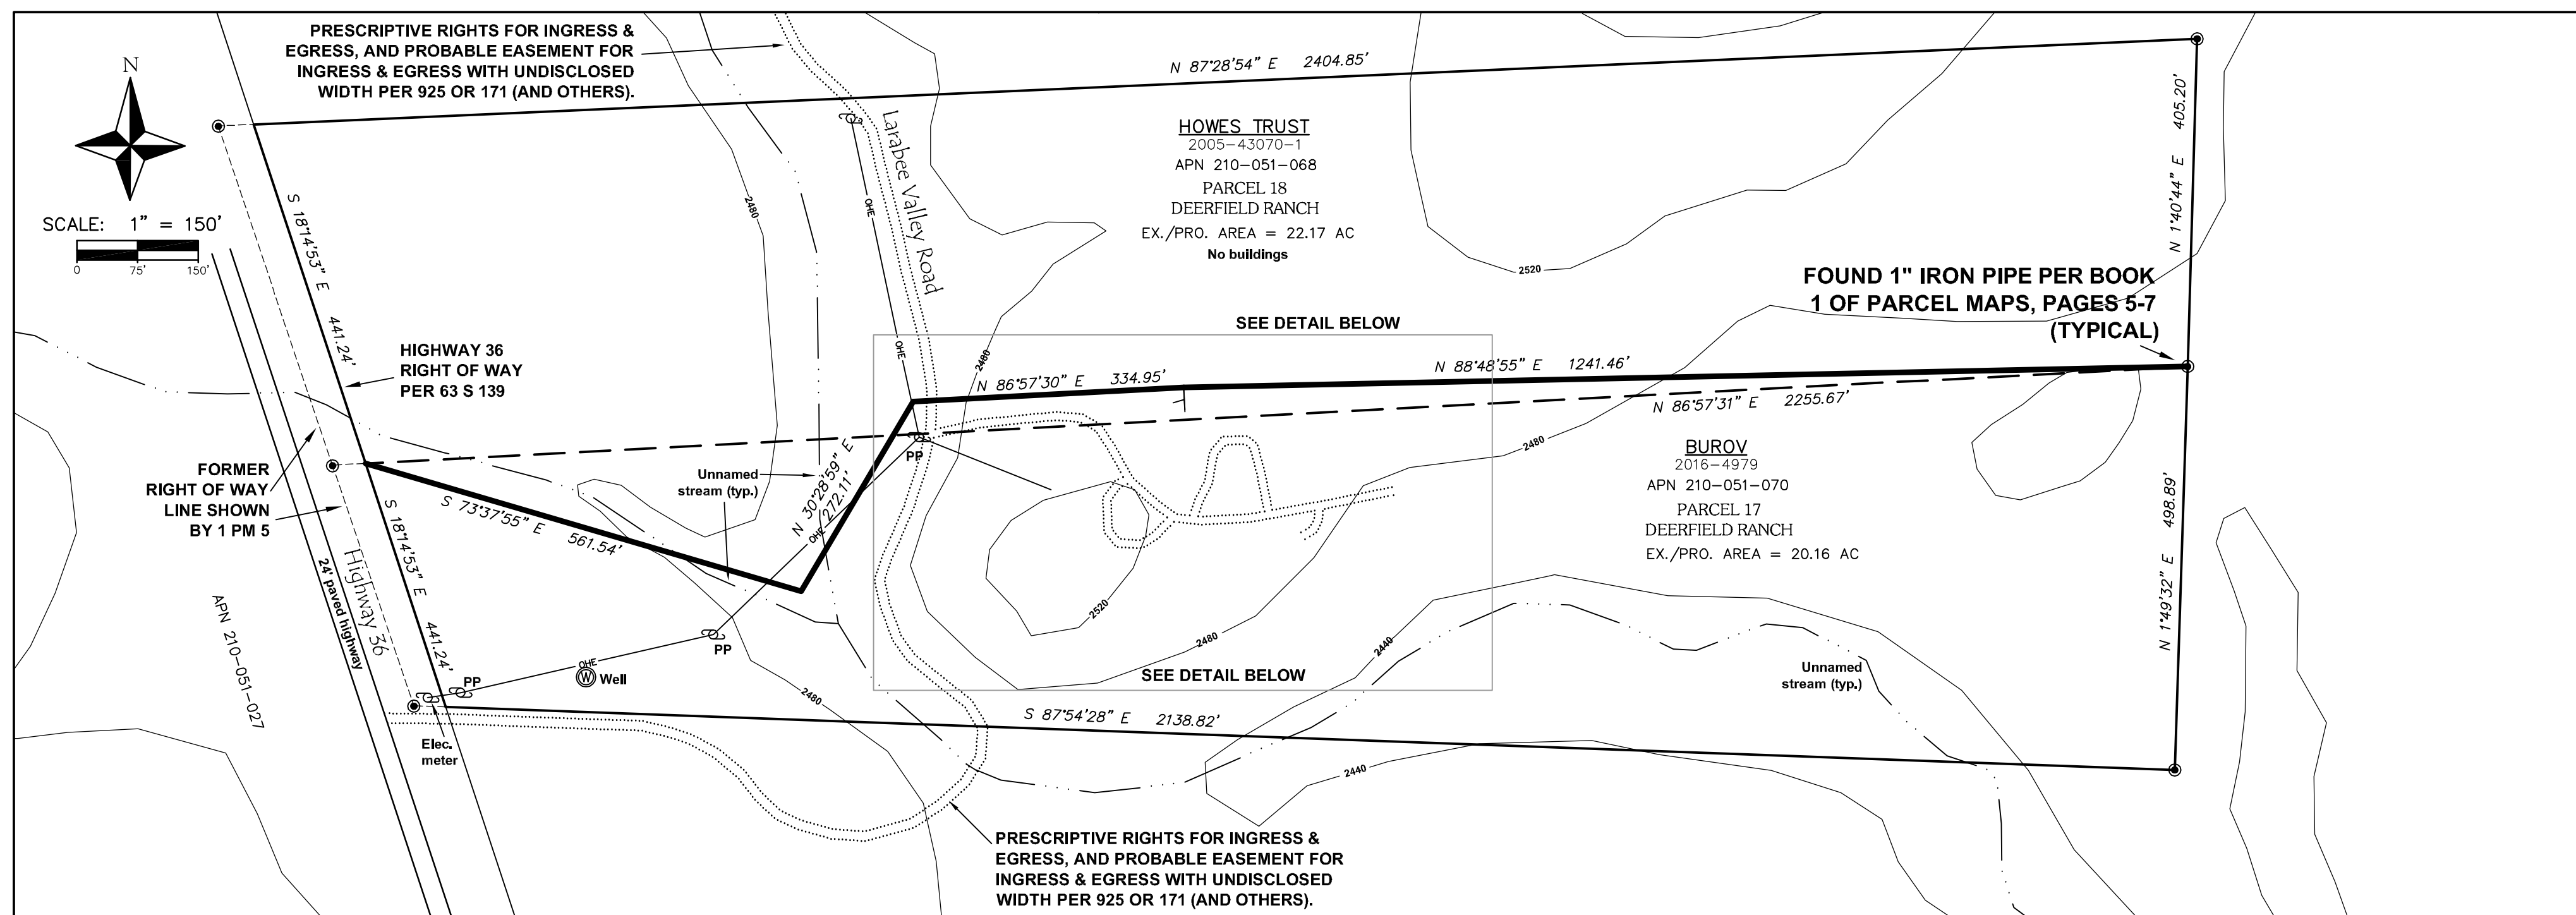 PRESCRIPTIVE RIGHTS FOR INGRESS &
EGRESS, AND PROBABLE EASEMENT FOR
INGRESS & EGRESS WITH UNDISCLOSED
WIDTH PER 925 OR 171 (AND OTHERS).
N
SCALE: 1" = 150'
0 75' 150'
N 87°28'54" E 2404.85'
N 1°40'44" E 405.20'
HOWES TRUST
2005-43070-1
APN 210-051-068
PARCEL 18
DEERFIELD RANCH
EX./PRO. AREA = 22.17 AC
No buildings
Larabee Valley Road
OHE
OHE
2480
2480
2520
S 18°14'53" E 441.24'
HIGHWAY 36
RIGHT OF WAY
PER 63 S 139
FOUND 1" IRON PIPE PER BOOK
1 OF PARCEL MAPS, PAGES 5-7
(TYPICAL)
SEE DETAIL BELOW
N 86°57'30" E 334.95'
N 88°48'55" E 1241.46'
N 86°57'31" E 2255.67'
FORMER
RIGHT OF WAY
LINE SHOWN
BY 1 PM 5
Unnamed
stream (typ.)
S 73°37'55" E 561.54'
N 30°28'59" E
272.11'
OHE
PP
2480
BUROV
2016-4979
APN 210-051-070
PARCEL 17
DEERFIELD RANCH
EX./PRO. AREA = 20.16 AC
N 1°49'32" E 498.89'
S 18°14'53" E 441.24'
Highway 36
24' paved highway
APN 210-051-027
2520
2480
2440
PP
OHE
Well
W
PP
2480
SEE DETAIL BELOW
Unnamed
stream (typ.)
S 87°54'28" E 2138.82'
Elec.
meter
2440
PRESCRIPTIVE RIGHTS FOR INGRESS &
EGRESS, AND PROBABLE EASEMENT FOR
INGRESS & EGRESS WITH UNDISCLOSED
WIDTH PER 925 OR 171 (AND OTHERS).